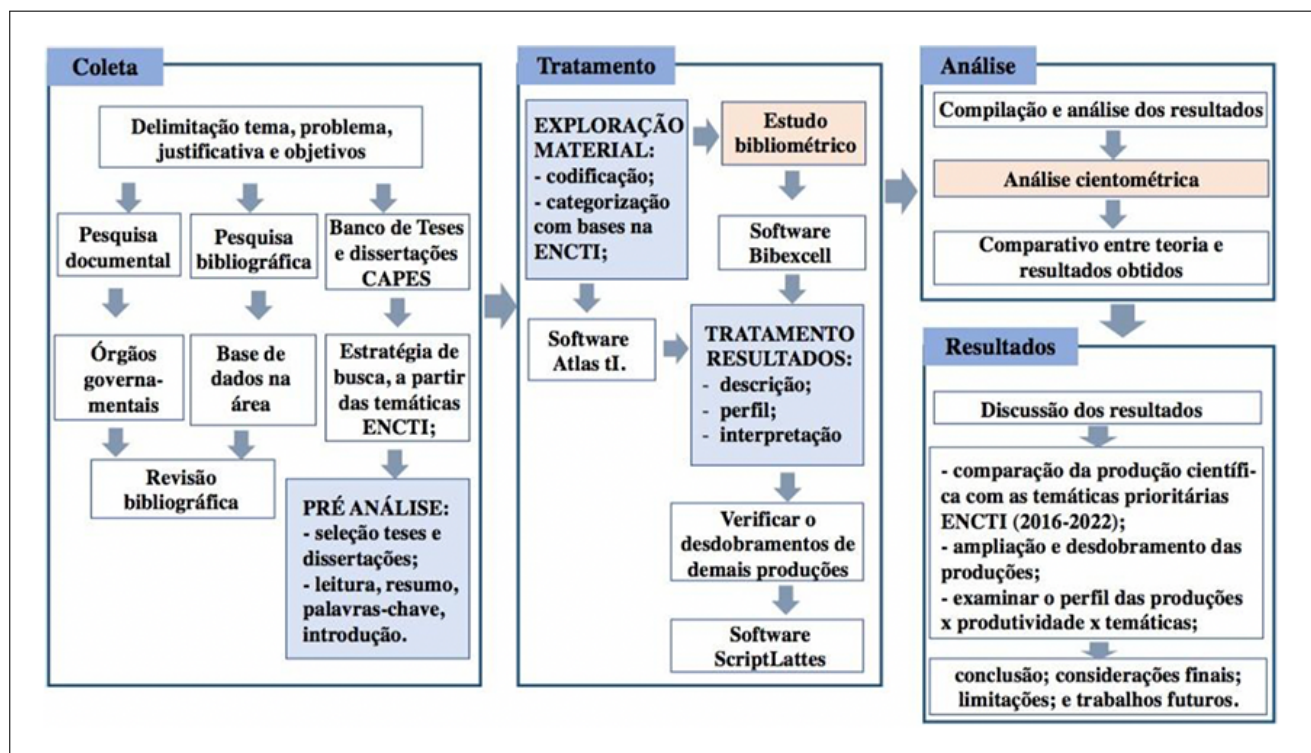 Coleta
Delimitação tema, problema,
justificativa e objetivos
Pesquisa
documental
Pesquisa
bibliográfica
Banco de Teses
e dissertações
CAPES
Órgãos
governa-
mentais
Base de
dados na
área
Estratégia de
busca, a partir
das temáticas
ENCTI;
Revisão
bibliográfica
PRÉ ANÁLISE:
- seleção teses e
dissertações;
- leitura, resumo,
palavras-chave,
introdução.
Tratamento
EXPLORAÇÃO
MATERIAL:
- codificação;
- categorização
com bases na
ENCTI;
Estudo
bibliométrico
Software
Bibexcell
Software
Atlas tI.
TRATAMENTO
RESULTADOS:
- descrição;
- perfil;
- interpretação
Verificar o
desdobramentos de
demais produções
Software
ScriptLattes
Análise
Compilação e análise dos resultados
Análise cientométrica
Comparativo entre teoria e
resultados obtidos
Resultados
Discussão dos resultados
- comparação da produção científi-
ca com as temáticas prioritárias
ENCTI (2016-2022);
- ampliação e desdobramento das
produções;
- examinar o perfil das produções
x produtividade x temáticas;
conclusão; considerações finais;
limitações; e trabalhos futuros.